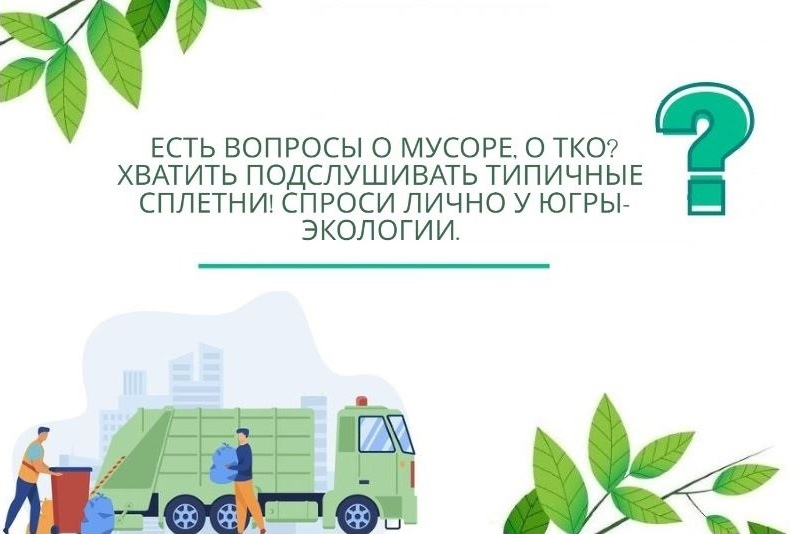 ЕСТЬ ВОПРОСЫ О МУСОРЕ, О ТКО?
ХВАТИТЬ ПОДСЛУШИВАТЬ ТИПИЧНЫЕ
СПЛЕТНИ! СПРОСИ ЛИЧНО У ЮГРЫ-
ЭКОЛОГИИ.
?